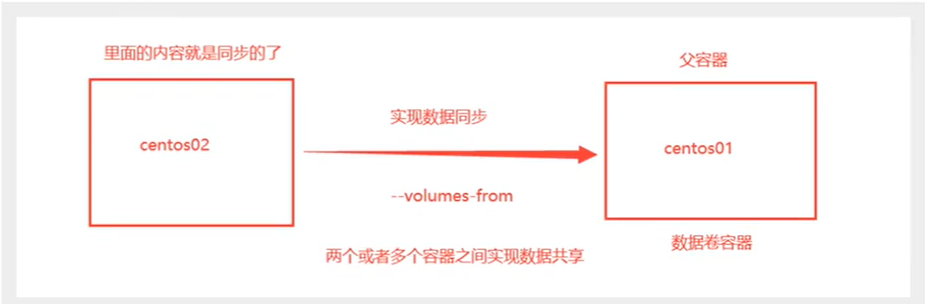 里面的内容就是同步的了
父容器
实现数据同步
centos02
centos01
--volumes-from
数据卷容器
两个或者多个容器之间实现数据共享